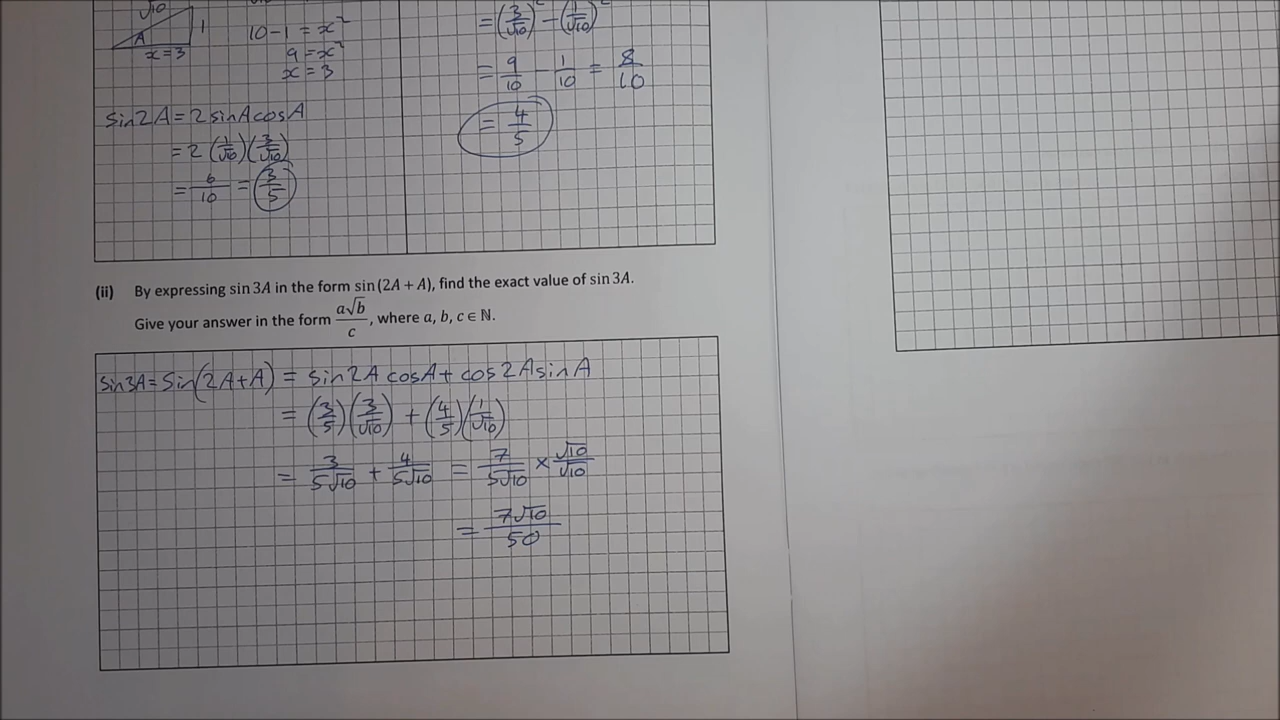 √10
1
A
x = 3
10 - 1 = x²
9 = x²
x = 3
sin2A = 2 sinA cosA
= 2 (1/√10)(3/√10)
= 6/10 = 3/5
= (3/√10)² - (1/√10)²
= 9/10 - 1/10 = 8/10
= 4/5
(ii) By expressing sin 3A in the form sin (2A + A), find the exact value of sin 3A.
Give your answer in the form a√b/c, where a, b, c ∈ ℕ.
sin3A = Sin(2A+A) = sin2A cosA + cos2A sinA
= (3/5)(3/√10) + (4/5)(1/√10)
= 3/5√10 + 4/5√10 = 7/5√10 × √10/√10
= 7√10/50